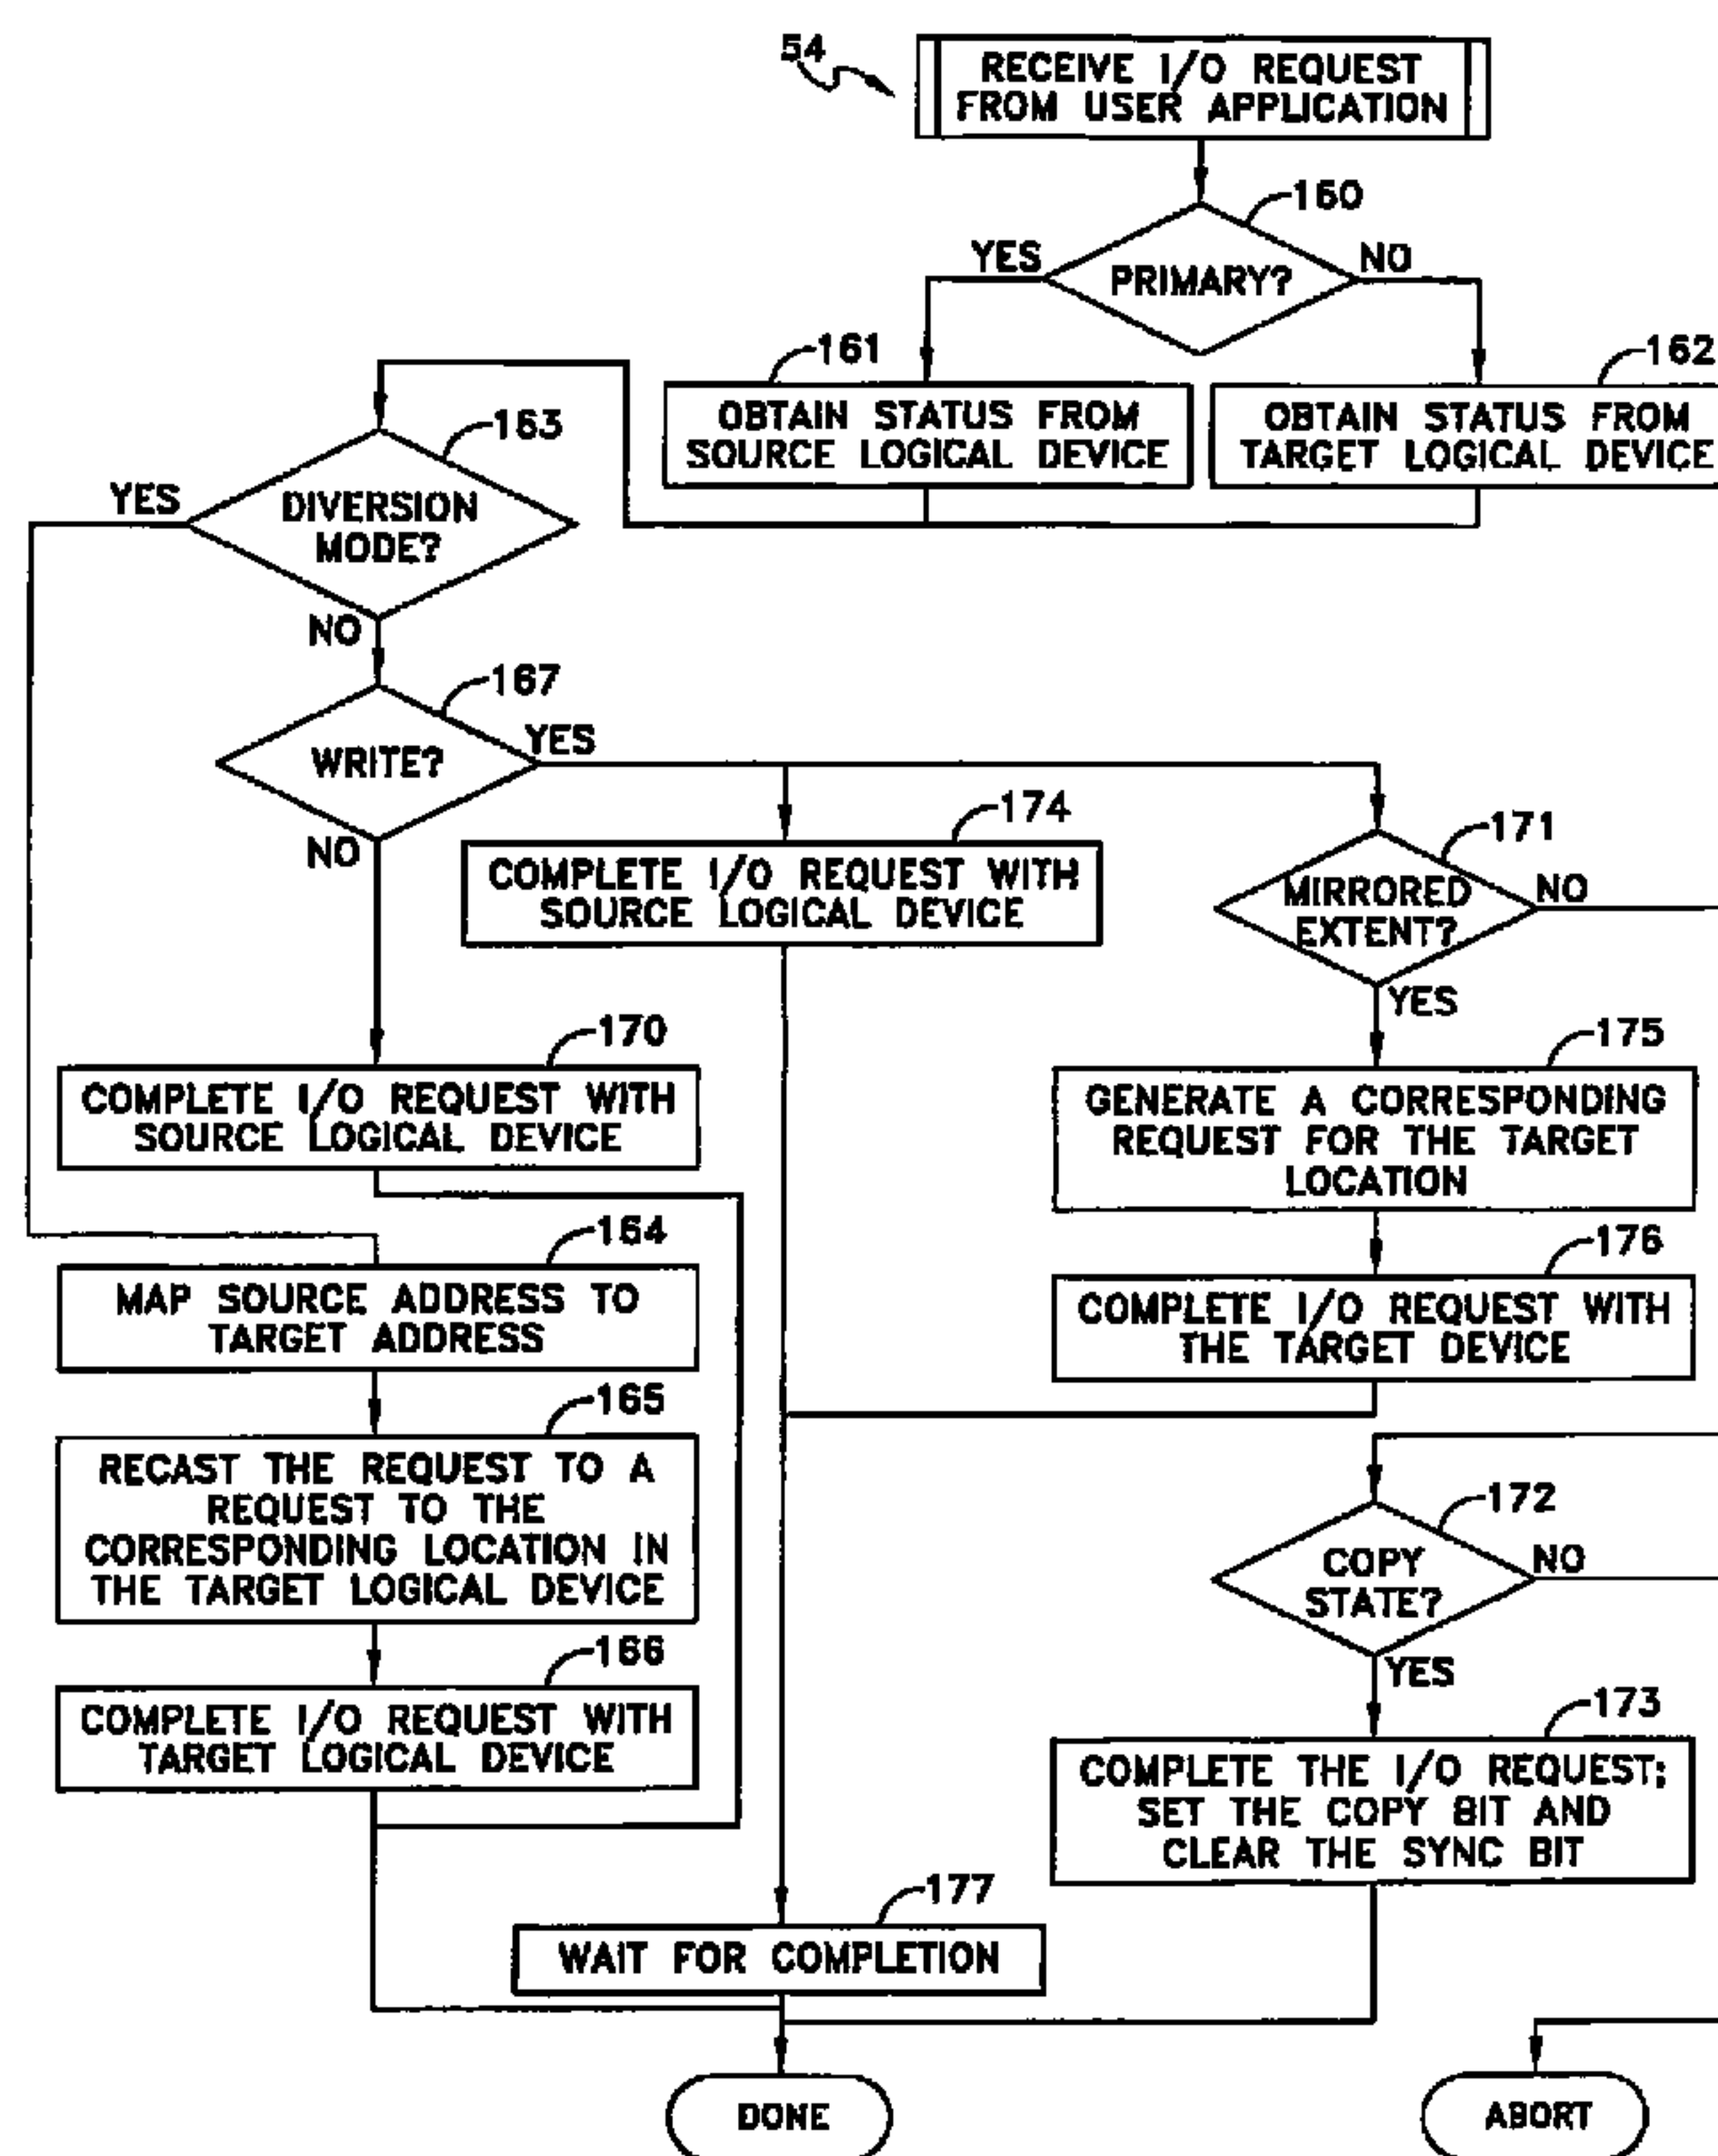 54
RECEIVE I/O REQUEST
FROM USER APPLICATION
160
PRIMARY?
YES
NO
161
OBTAIN STATUS FROM
SOURCE LOGICAL DEVICE
162
OBTAIN STATUS FROM
TARGET LOGICAL DEVICE
163
DIVERSION
MODE?
YES
NO
167
WRITE?
YES
NO
174
COMPLETE I/O REQUEST WITH
SOURCE LOGICAL DEVICE
171
MIRRORED
EXTENT?
NO
YES
170
COMPLETE I/O REQUEST WITH
SOURCE LOGICAL DEVICE
175
GENERATE A CORRESPONDING
REQUEST FOR THE TARGET
LOCATION
164
MAP SOURCE ADDRESS TO
TARGET ADDRESS
176
COMPLETE I/O REQUEST WITH
THE TARGET DEVICE
165
RECAST THE REQUEST TO A
REQUEST TO THE
CORRESPONDING LOCATION IN
THE TARGET LOGICAL DEVICE
172
COPY
STATE?
NO
YES
166
COMPLETE I/O REQUEST WITH
TARGET LOGICAL DEVICE
173
COMPLETE THE I/O REQUEST;
SET THE COPY BIT AND
CLEAR THE SYNC BIT
177
WAIT FOR COMPLETION
DONE
ABORT